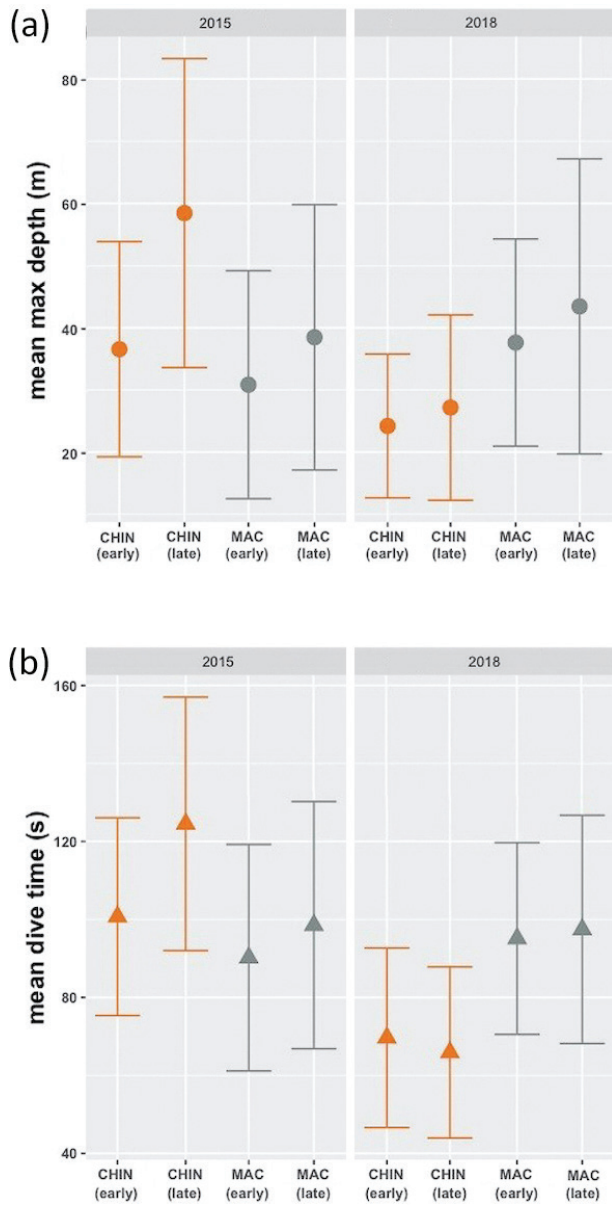 (a)
2015 2018
80
60
40
20
mean max depth (m)
CHIN CHIN MAC MAC CHIN CHIN MAC MAC
(early) (late) (early) (late) (early) (late) (early) (late)
(b)
2015 2018
160
120
80
40
mean dive time (s)
CHIN CHIN MAC MAC CHIN CHIN MAC MAC
(early) (late) (early) (late) (early) (late) (early) (late)